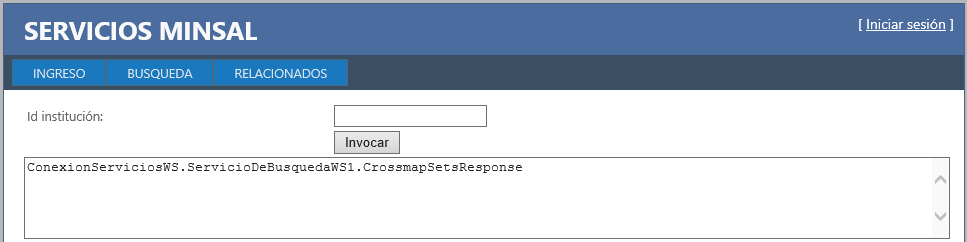 SERVICIOS MINSAL
[ Iniciar sesión ]
INGRESO BUSQUEDA RELACIONADOS
Id institución:
Invocar
ConexionServiciosWS.ServicioDeBusquedaWS1.CrossmapSetsResponse